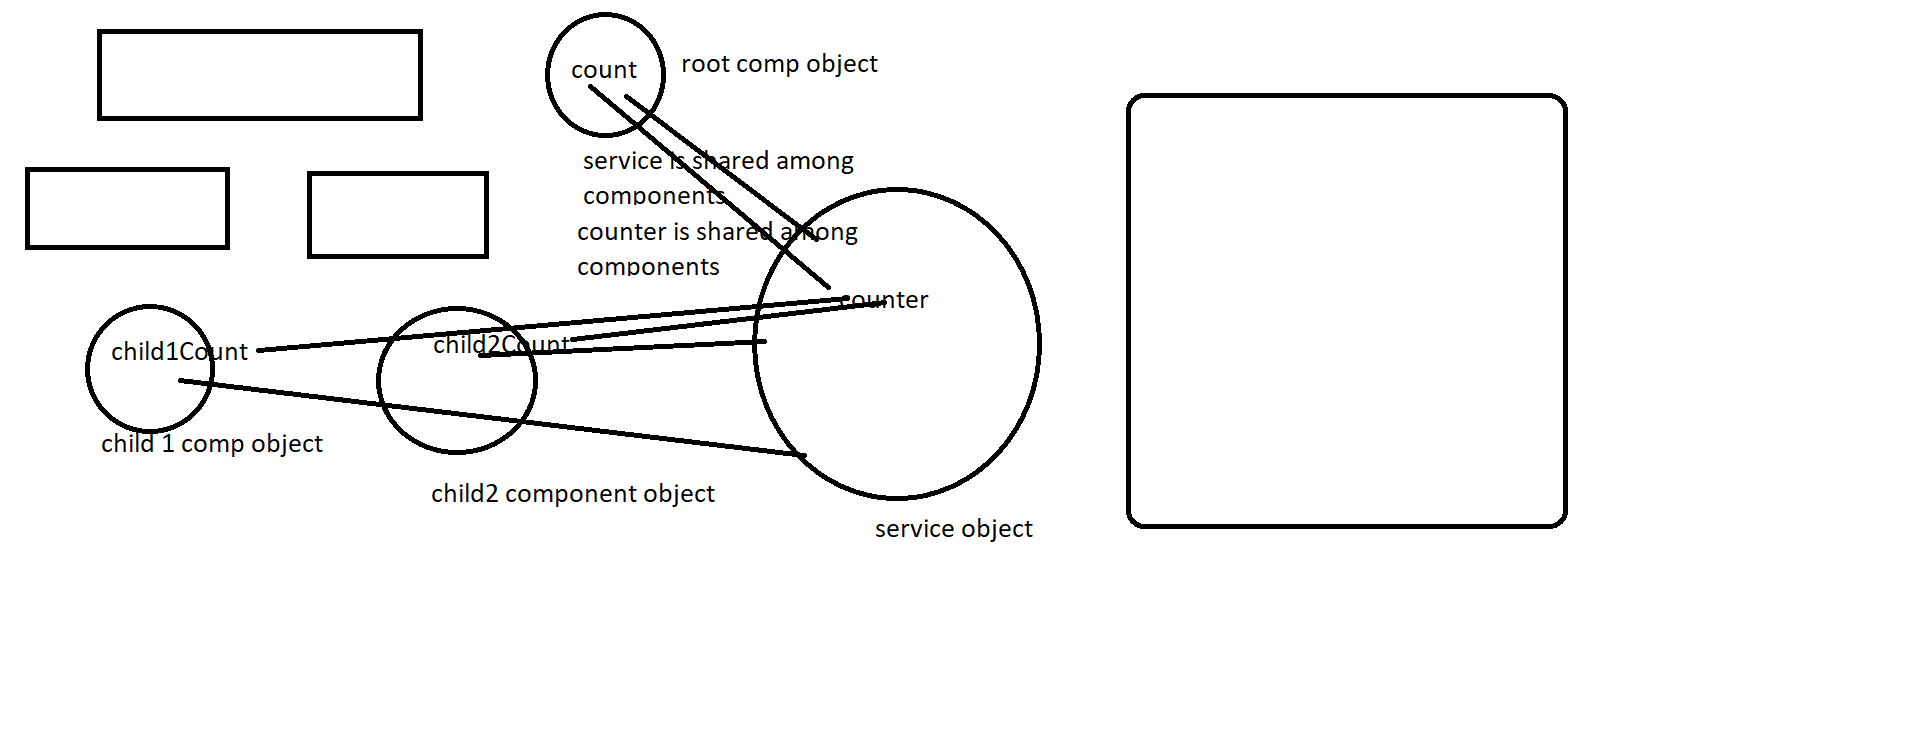 count
root comp object
service is shared among
components
counter is shared among
components
counter
child1Count
child2Count
child 1 comp object
child2 component object
service object